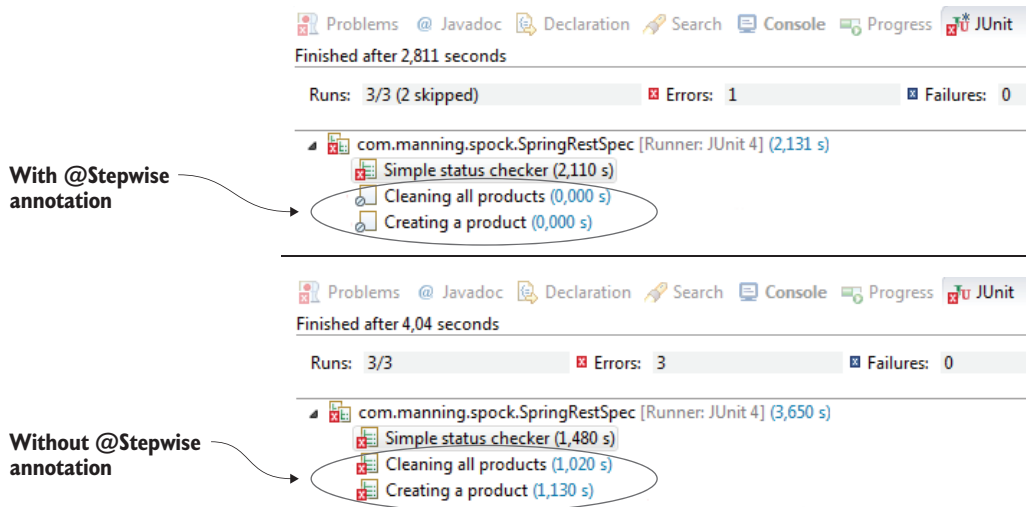 Problems @ Javadoc Declaration Search Console Progress JUnit
Finished after 2,811 seconds
Runs: 3/3 (2 skipped) Errors: 1 Failures: 0
com.manning.spock.SpringRestSpec [Runner: JUnit 4] (2,131 s)
Simple status checker (2,110 s)
With @Stepwise
annotation
Cleaning all products (0,000 s)
Creating a product (0,000 s)
Problems @ Javadoc Declaration Search Console Progress JUnit
Finished after 4,04 seconds
Runs: 3/3 Errors: 3 Failures: 0
com.manning.spock.SpringRestSpec [Runner: JUnit 4] (3,650 s)
Simple status checker (1,480 s)
Without @Stepwise
annotation
Cleaning all products (1,020 s)
Creating a product (1,130 s)